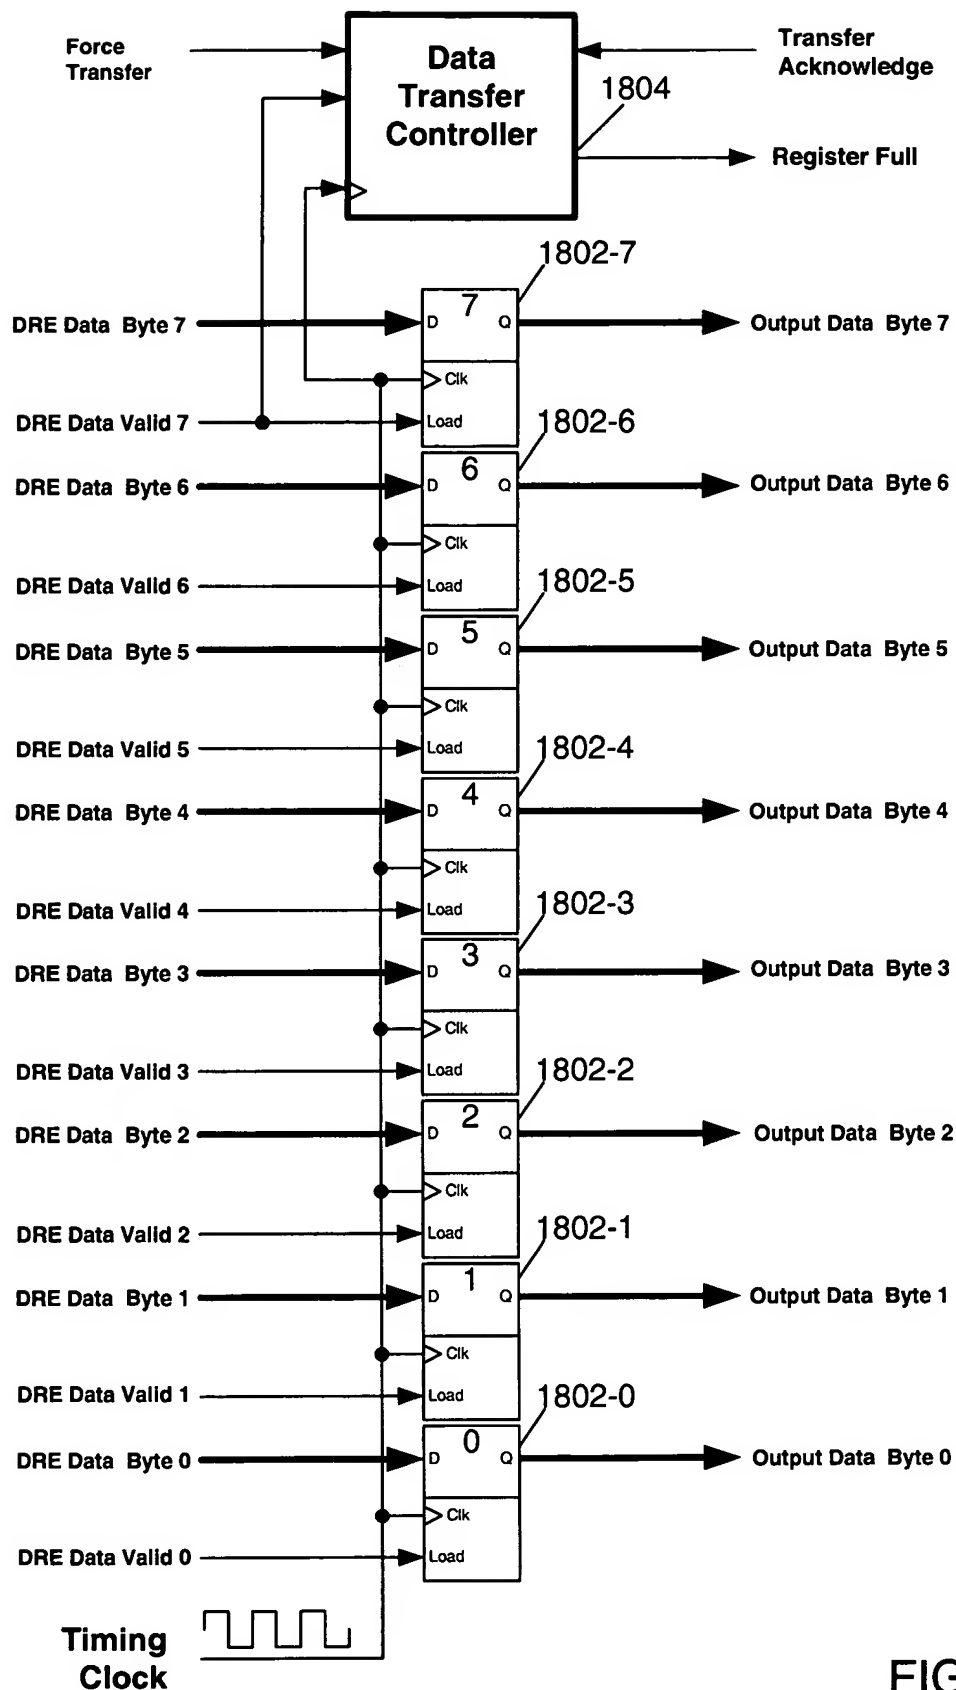 Force
Transfer
Data
Transfer
Controller
Transfer
Acknowledge
1804
Register Full
1802-7
DRE Data Byte 7
7
D
Q
Output Data Byte 7
Clk
DRE Data Valid 7
Load
1802-6
DRE Data Byte 6
6
D
Q
Output Data Byte 6
Clk
DRE Data Valid 6
Load
1802-5
DRE Data Byte 5
5
D
Q
Output Data Byte 5
Clk
DRE Data Valid 5
Load
1802-4
DRE Data Byte 4
4
D
Q
Output Data Byte 4
Clk
DRE Data Valid 4
Load
1802-3
DRE Data Byte 3
3
D
Q
Output Data Byte 3
Clk
DRE Data Valid 3
Load
1802-2
DRE Data Byte 2
2
D
Q
Output Data Byte 2
Clk
DRE Data Valid 2
Load
1802-1
DRE Data Byte 1
1
D
Q
Output Data Byte 1
Clk
DRE Data Valid 1
Load
1802-0
DRE Data Byte 0
0
D
Q
Output Data Byte 0
Clk
DRE Data Valid 0
Load
Timing
Clock
FIG